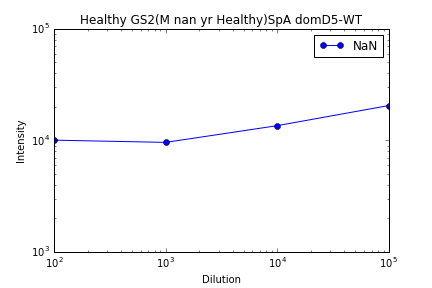 Healthy GS2(M nan yr Healthy)SpA domD5-WT
NaN
10^5
10^4
10^3
Intensity
10^2 10^3 10^4 10^5
Dilution